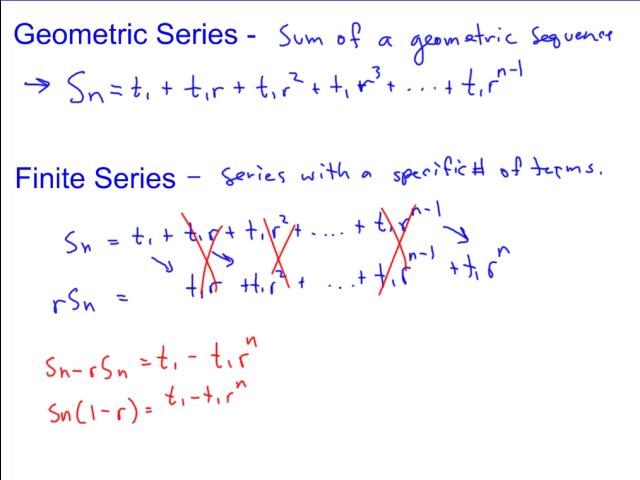 Geometric Series - Sum of a geometric sequence
→ Sn = t₁ + t₁r + t₁r² + t₁r³ + .... + t₁rⁿ⁻¹
Finite Series - Series with a specific # of terms.
Sn = t₁ + t₁r + t₁r² + .... + t₁rⁿ⁻¹
rSn = t₁r + t₁r² + ... + t₁rⁿ⁻¹ + t₁rⁿ
Sn - rSn = t₁ - t₁rⁿ
Sn(1-r) = t₁ - t₁rⁿ